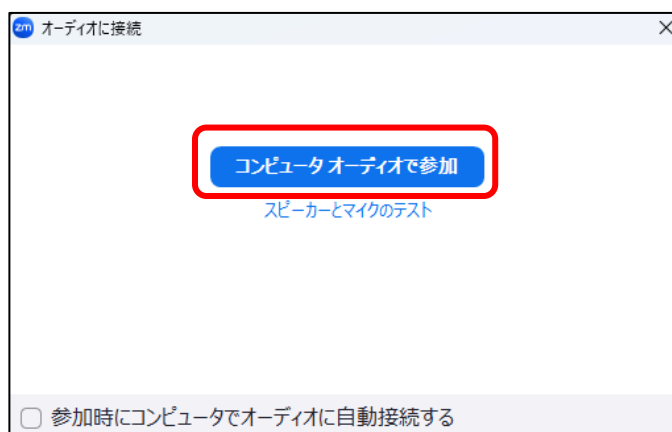 zm オーディオに接続
コンピュータ オーディオで参加
スピーカーとマイクのテスト
参加時にコンピュータでオーディオに自動接続する